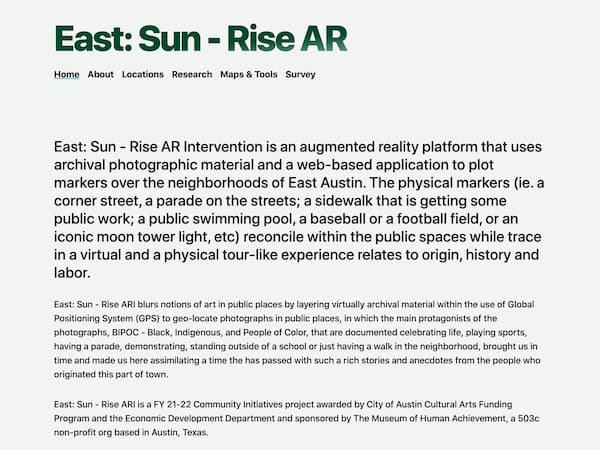 East: Sun - Rise AR
Home About Locations Research Maps & Tools Survey
East: Sun - Rise AR Intervention is an augmented reality platform that uses
archival photographic material and a web-based application to plot
markers over the neighborhoods of East Austin. The physical markers (ie. a
corner street, a parade on the streets; a sidewalk that is getting some
public work; a public swimming pool, a baseball or a football field, or an
iconic moon tower light, etc) reconcile within the public spaces while trace
in a virtual and a physical tour-like experience relates to origin, history and
labor.
East: Sun - Rise ARI blurs notions of art in public places by layering virtually archival material within the use of Global
Positioning System (GPS) to geo-locate photographs in public places, in which the main protagonists of the
photographs, BIPOC - Black, Indigenous, and People of Color, that are documented celebrating life, playing sports,
having a parade, demonstrating, standing outside of a school or just having a walk in the neighborhood, brought us in
time and made us here assimilating a time the has passed with such a rich stories and anecdotes from the people who
originated this part of town.
East: Sun - Rise ARI is a FY 21-22 Community Initiatives project awarded by City of Austin Cultural Arts Funding
Program and the Economic Development Department and sponsored by The Museum of Human Achievement, a 503c
non-profit org based in Austin, Texas.